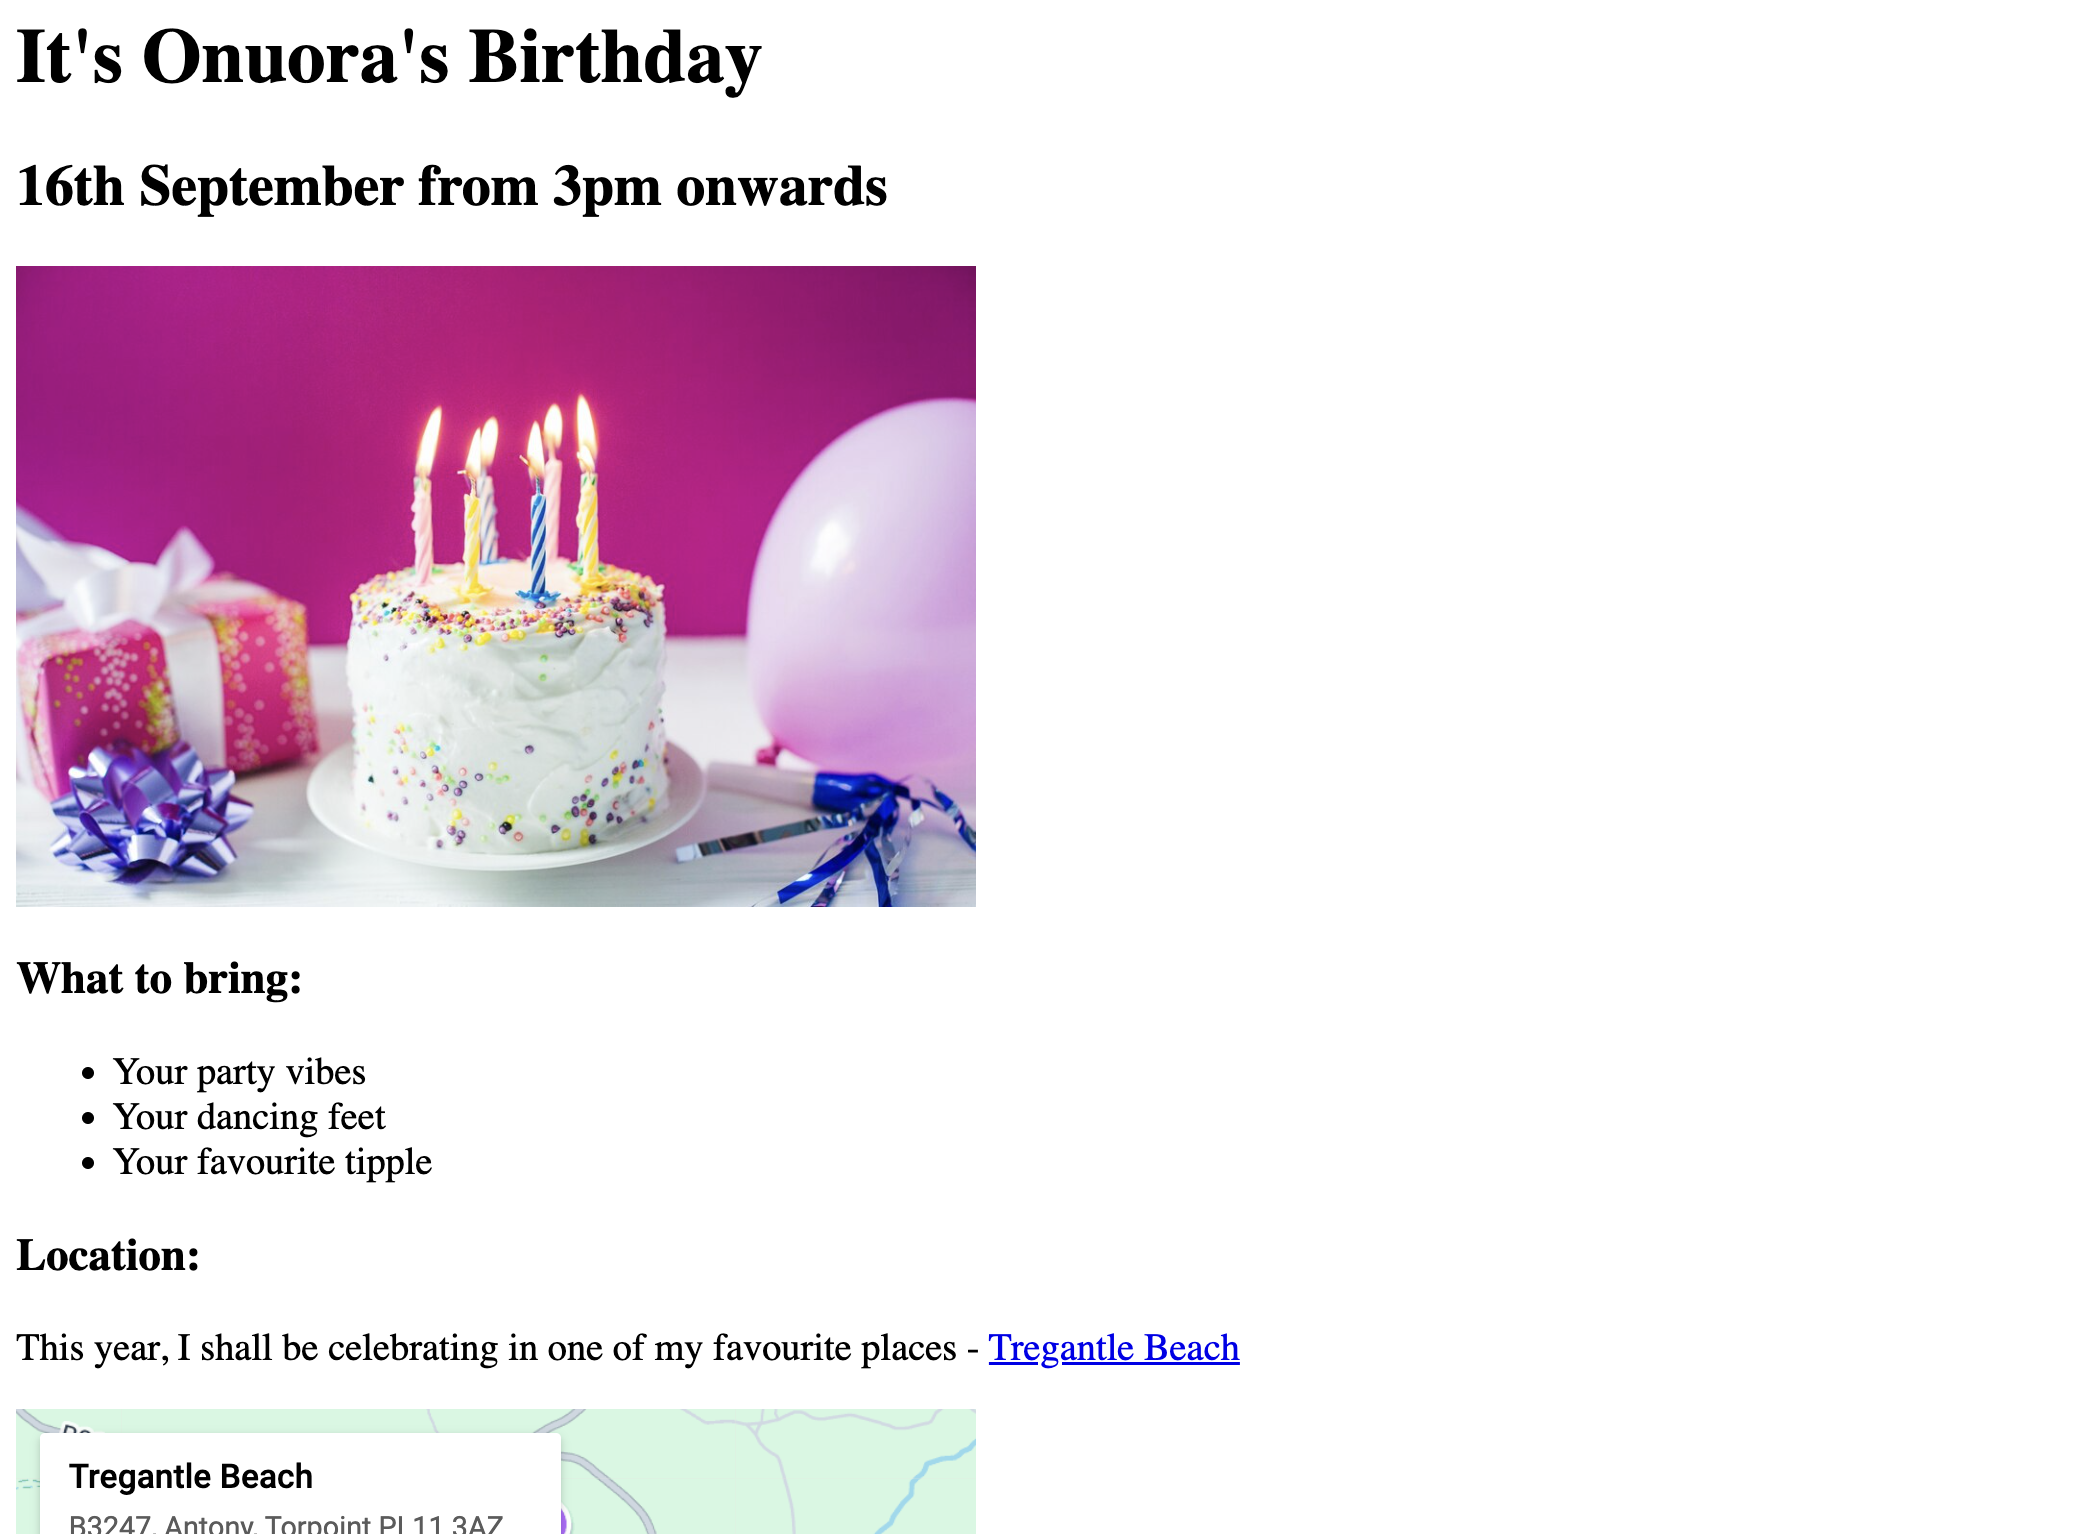 It's Onuora's Birthday
16th September from 3pm onwards
What to bring:
• Your party vibes
• Your dancing feet
• Your favourite tipple
Location:
This year, I shall be celebrating in one of my favourite places - Tregantle Beach
Tregantle Beach
B3247, Antony, Torpoint PL11 3AZ